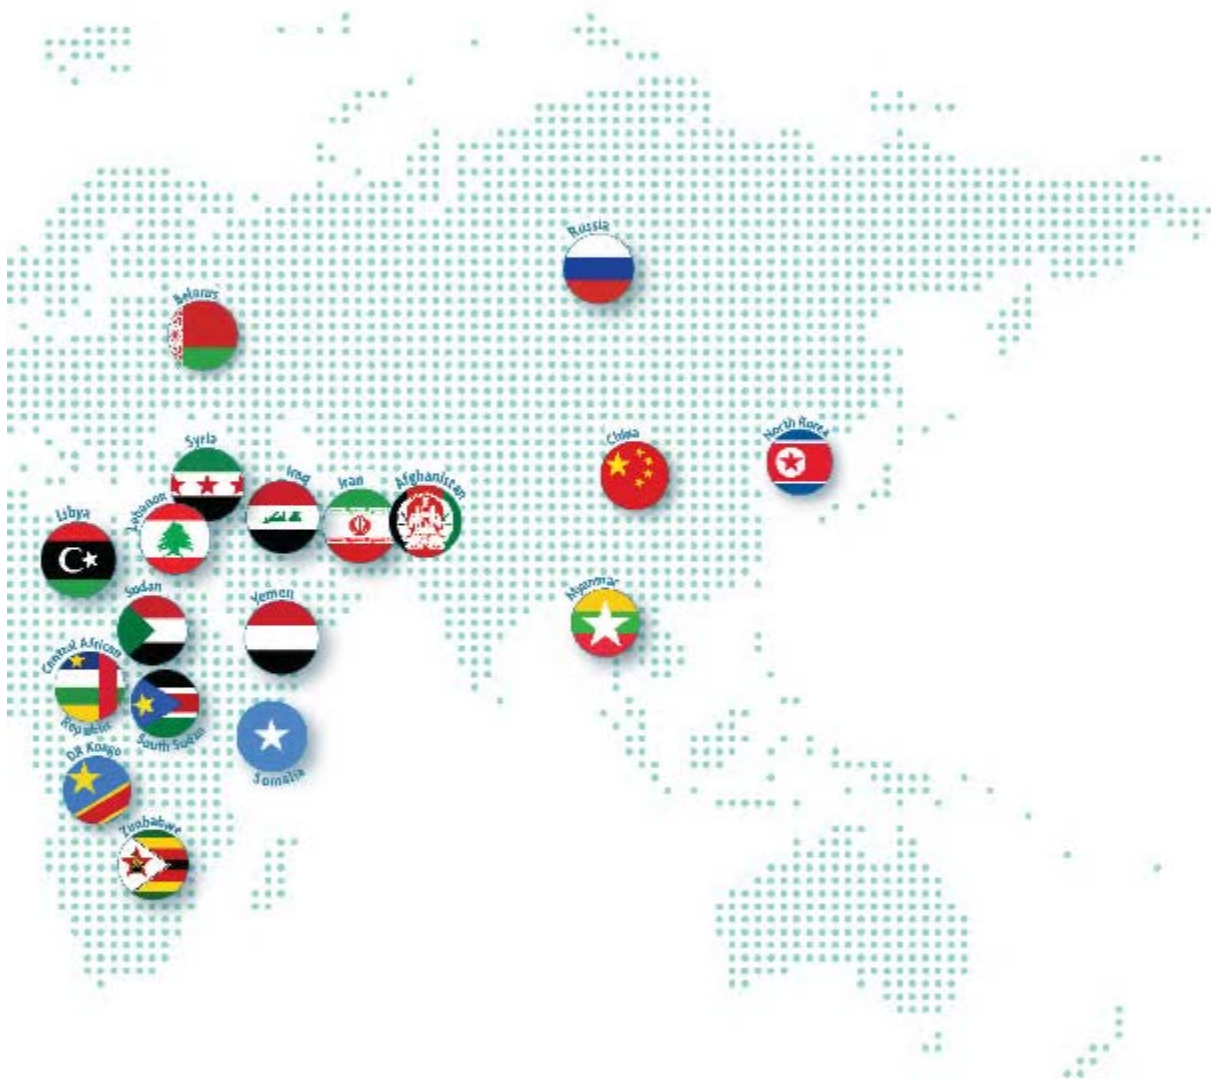 Russia
Belarus
Syria
Iraq
Iran
Afghanistan
China
North Korea
Libya
Lebanon
Sudan
Yemen
Myanmar
Central African
Republic
South Sudan
DR Kongo
Somalia
Zimbabwe